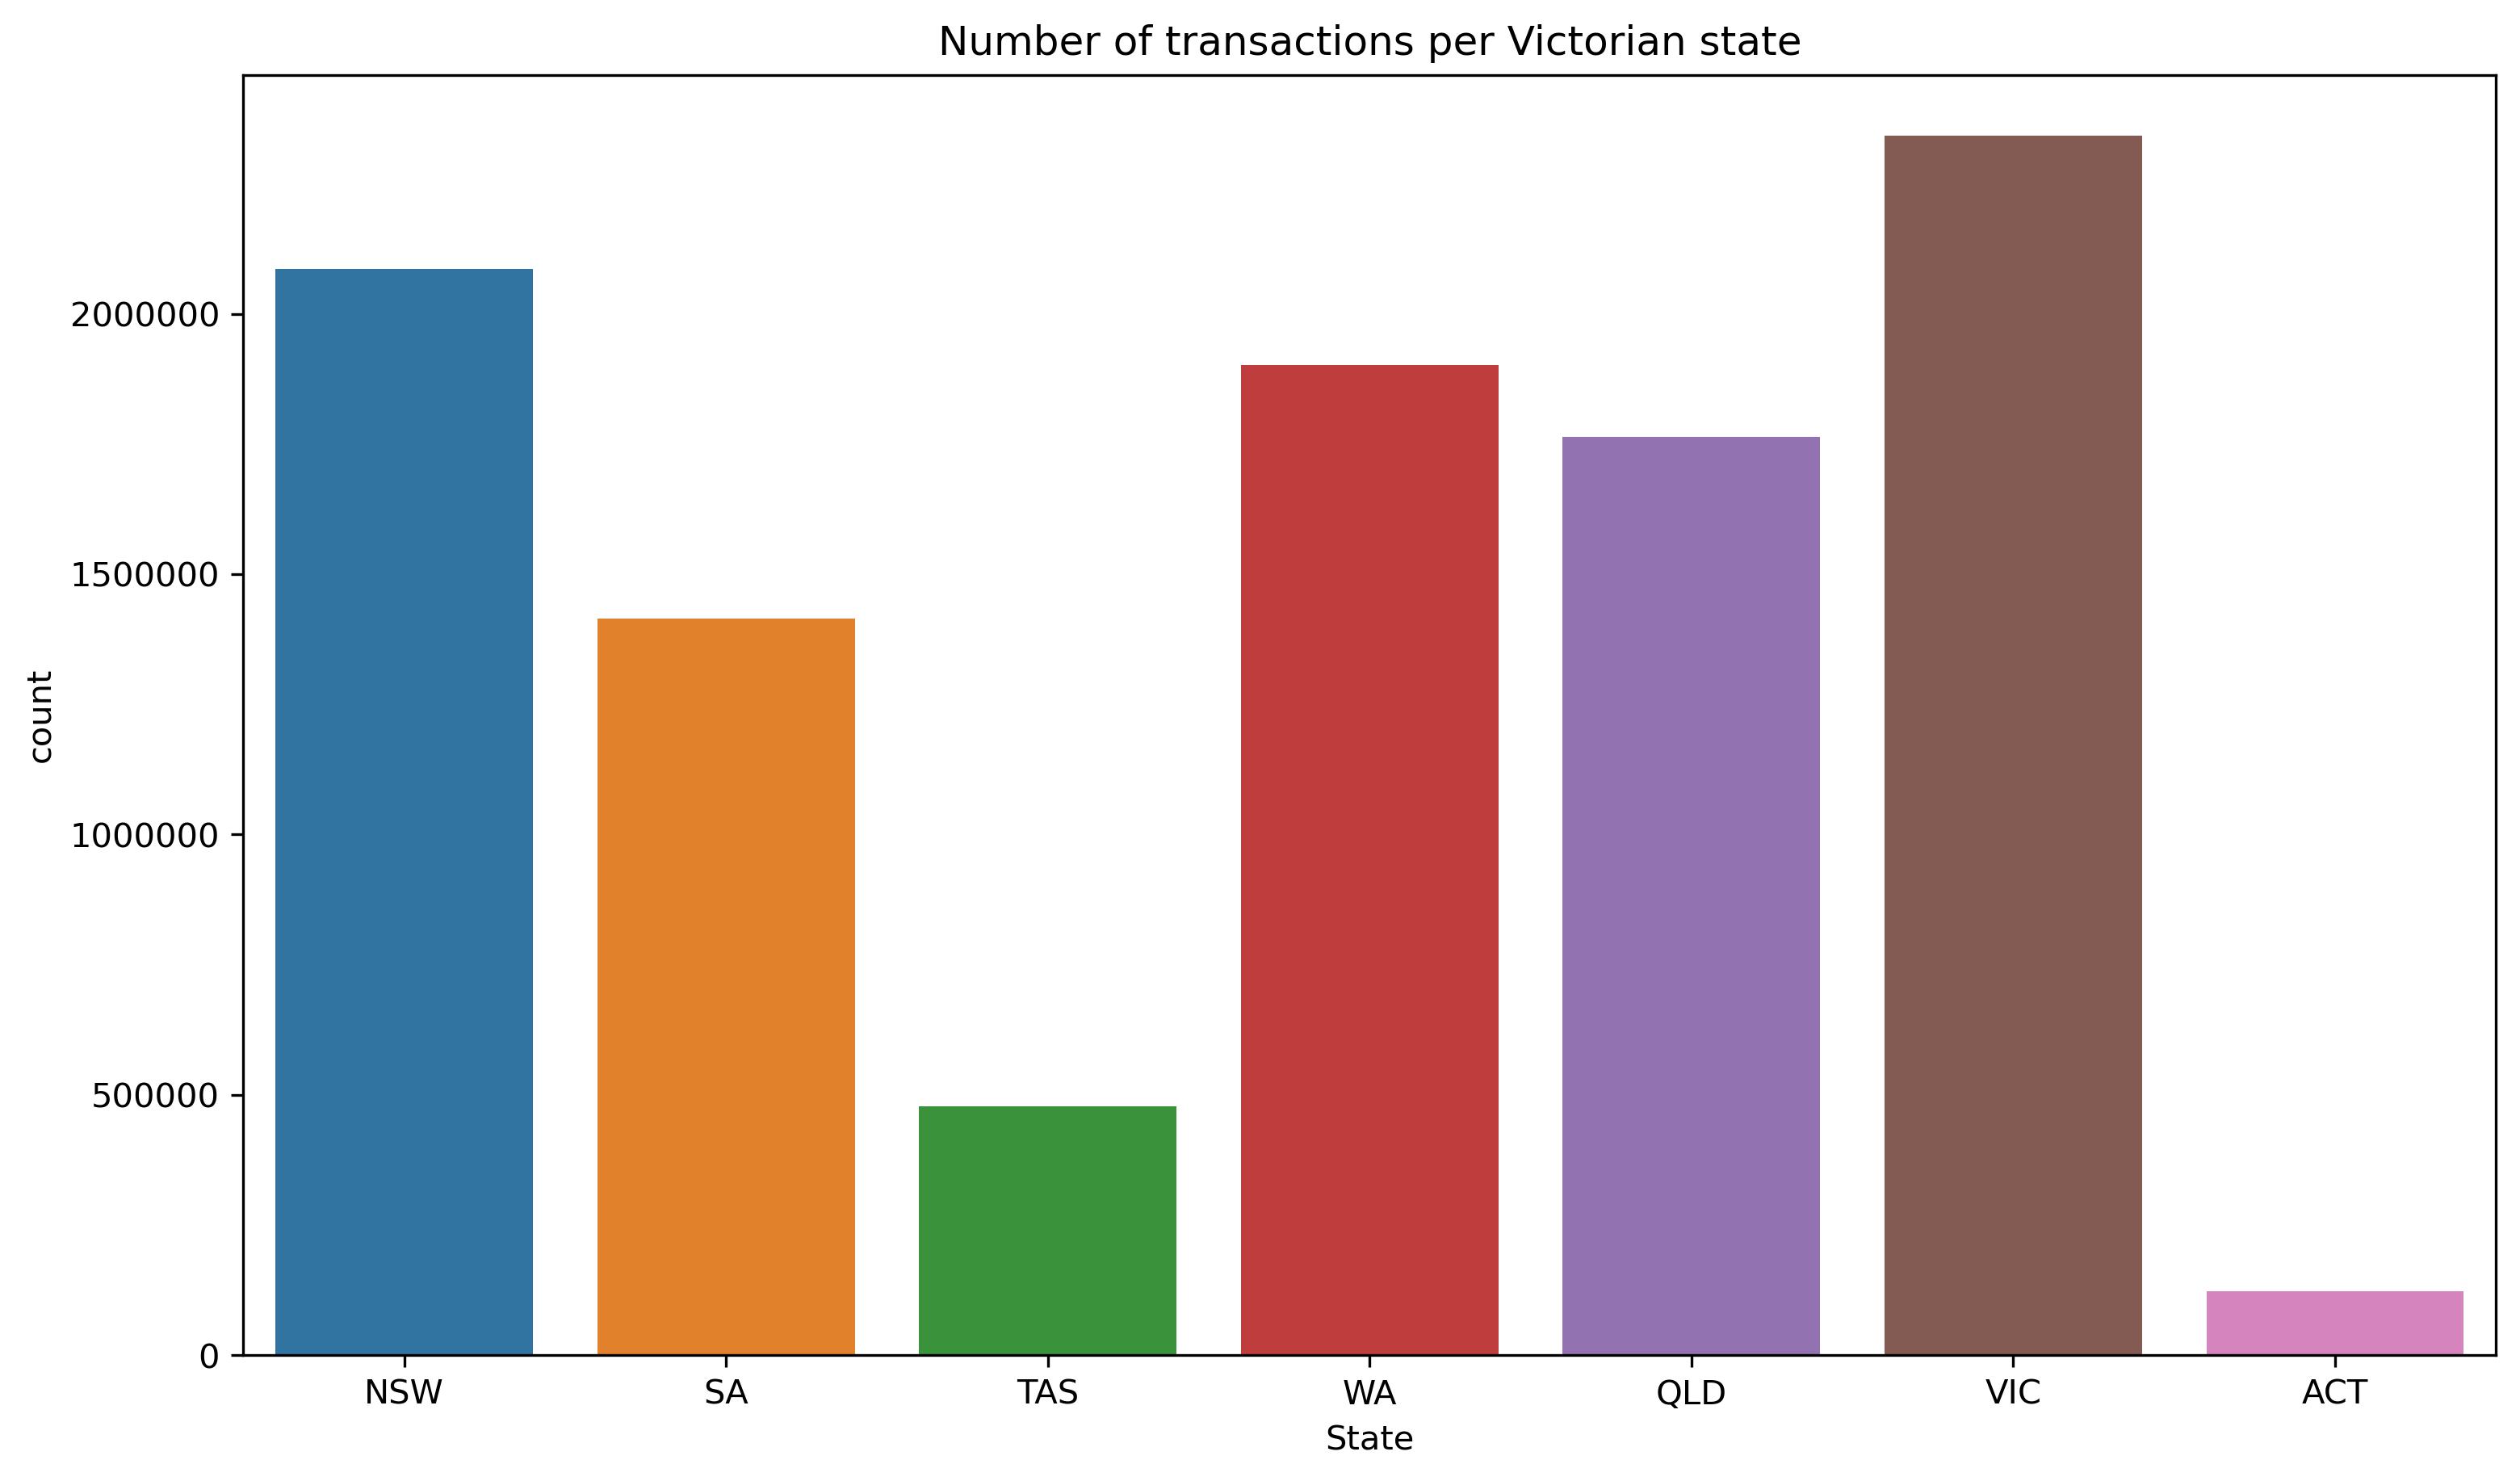 Number of transactions per Victorian state
count
2000000
1500000
1000000
500000
0
NSW SA TAS WA QLD VIC ACT
State